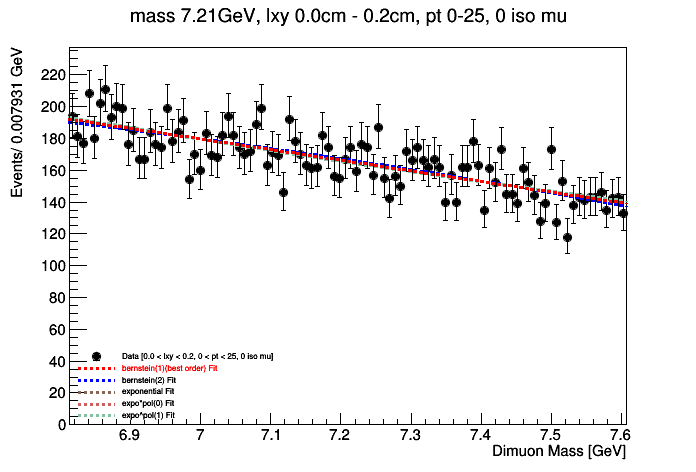 mass 7.21GeV, lxy 0.0cm - 0.2cm, pt 0-25, 0 iso mu
Events/ 0.007931 GeV
220
200
180
160
140
120
100
80
60
40
20
0
Data [0.0 < lxy < 0.2, 0 < pt < 25, 0 iso mu]
bernstein(1)(best order) Fit
bernstein(2) Fit
exponential Fit
expo*pol(0) Fit
expo*pol(1) Fit
6.9 7 7.1 7.2 7.3 7.4 7.5 7.6
Dimuon Mass [GeV]